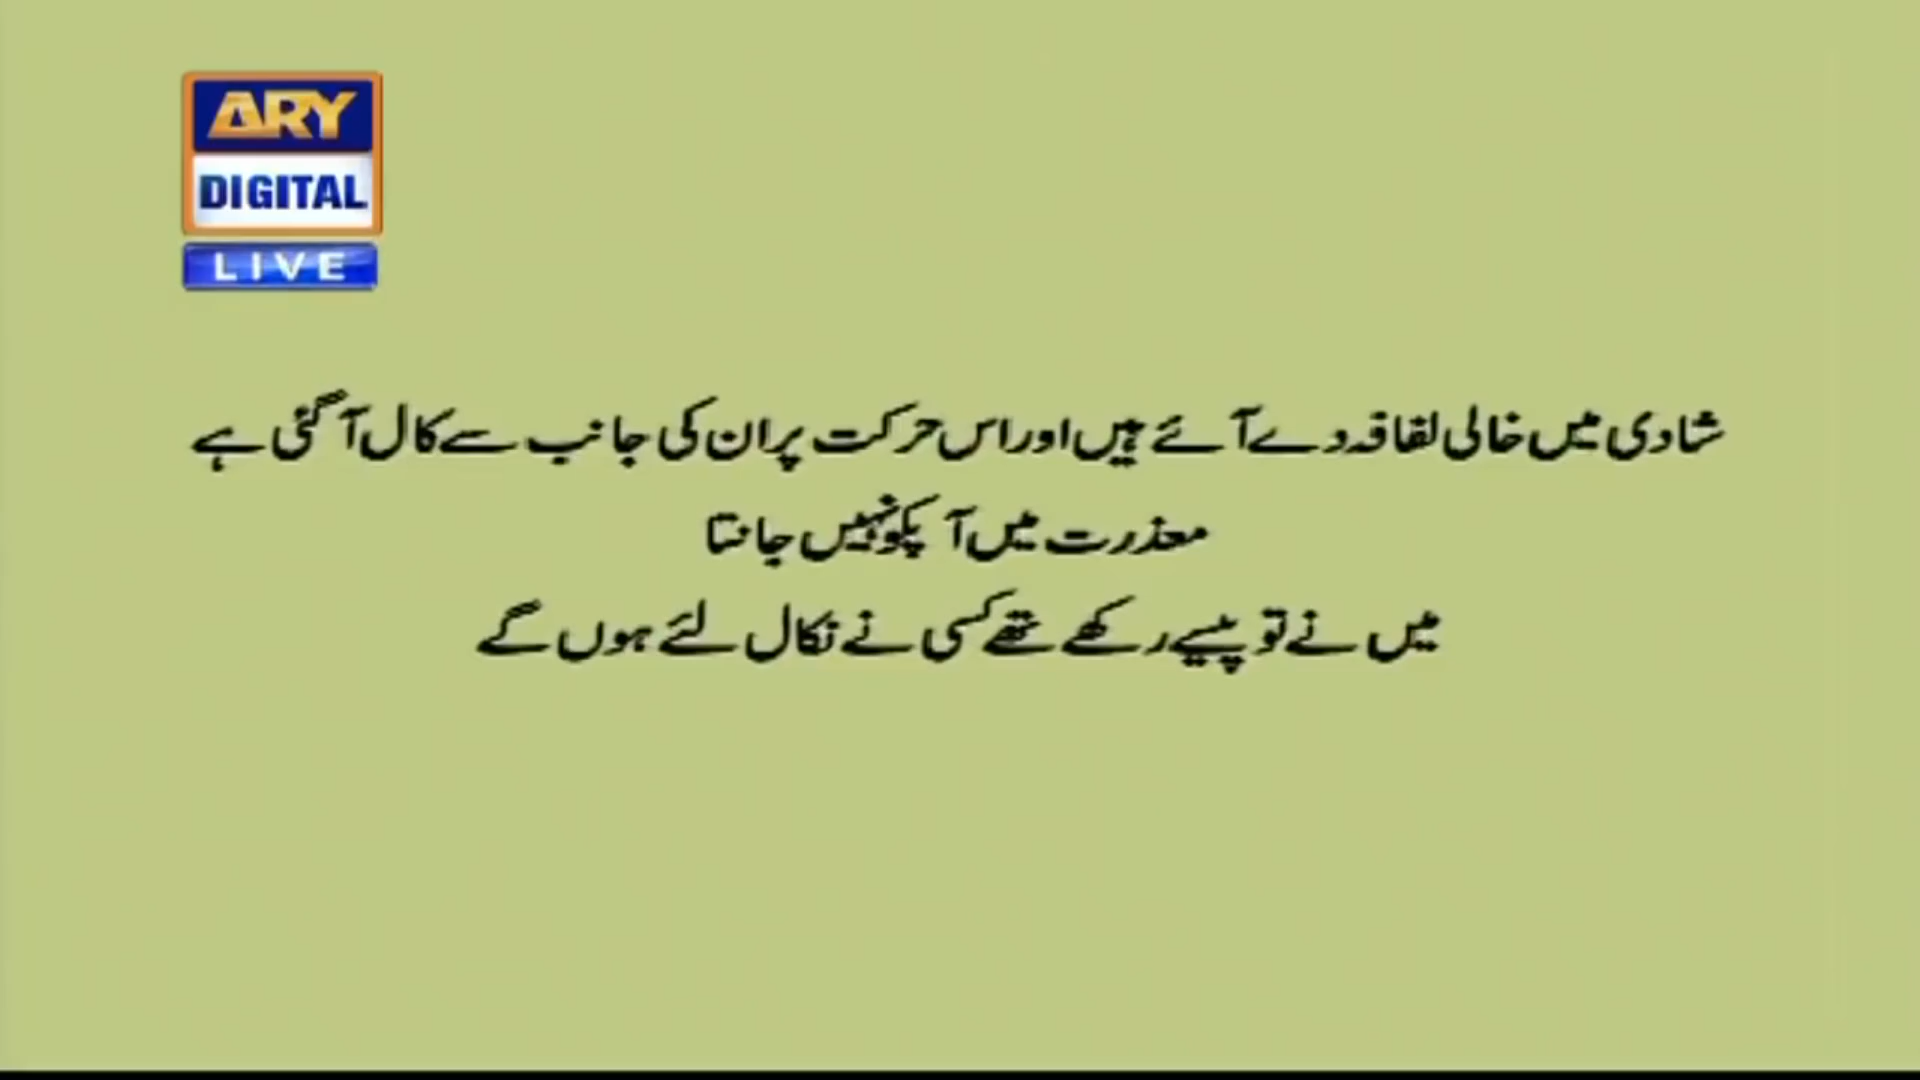 ARY
DIGITAL
LIVE
شادی میں خالی لفافہ دے آئے ہیں اور اس حرکت پر ان کی جانب سے کال آ گئی ہے
معذرت میں آپکو نہیں جانتا
میں نے تو پیسے رکھے تھے کسی نے نکال لئے ہوں گے